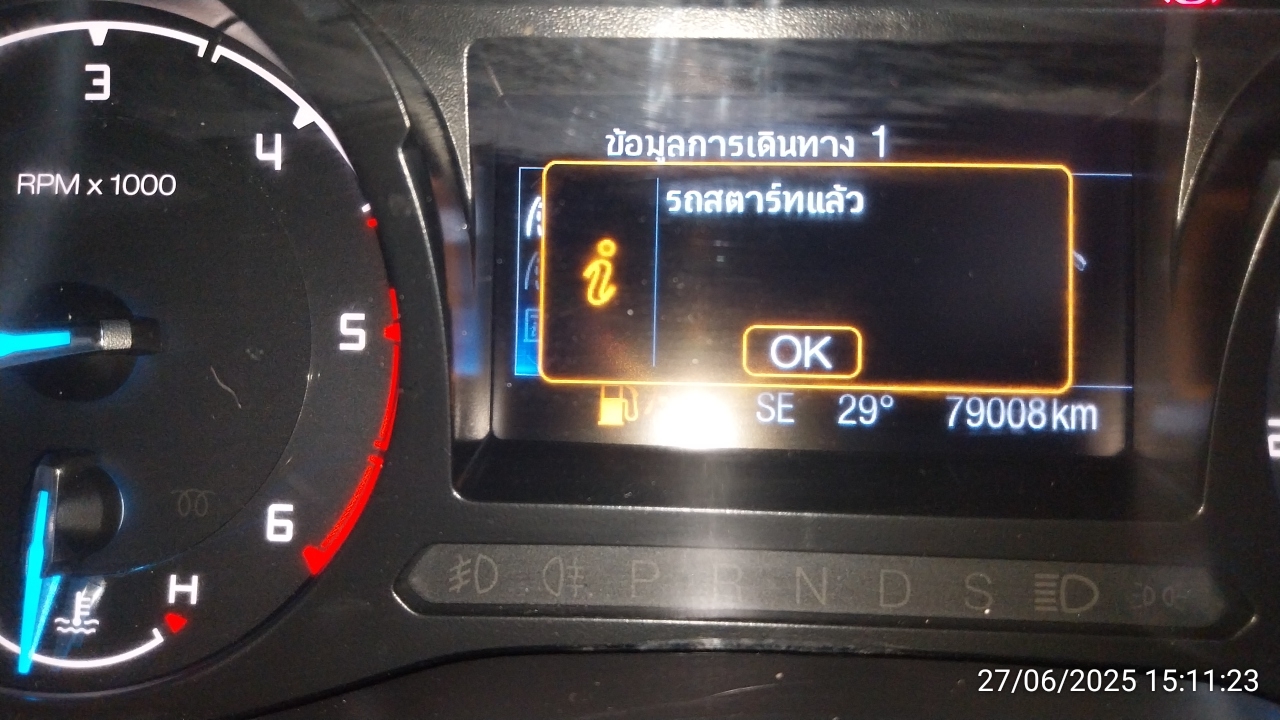 3
4
RPM x 1000
5
6
H
ข้อมูลการเดินทาง 1
รถสตาร์ทแล้ว
i
OK
SE 29° 79008 km
P R N D S
27/06/2025 15:11:23